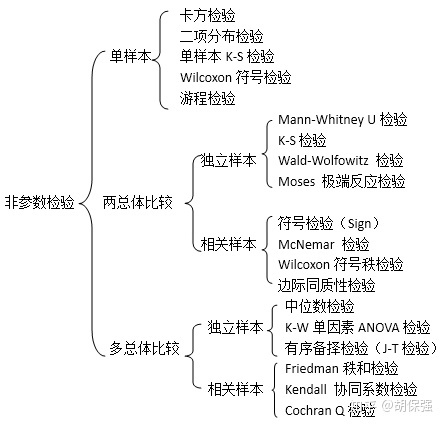 非参数检验
单样本
卡方检验
二项分布检验
单样本 K-S 检验
Wilcoxon 符号检验
游程检验
两总体比较
独立样本
Mann-Whitney U 检验
K-S 检验
Wald-Wolfowitz 检验
Moses 极端反应检验
相关样本
符号检验（Sign）
McNemar 检验
Wilcoxon 符号秩检验
边际同质性检验
多总体比较
独立样本
中位数检验
K-W 单因素 ANOVA 检验
有序备择检验（J-T 检验）
相关样本
Friedman 秩和检验
Kendall 协同系数检验
Cochran Q 检验
@胡保强